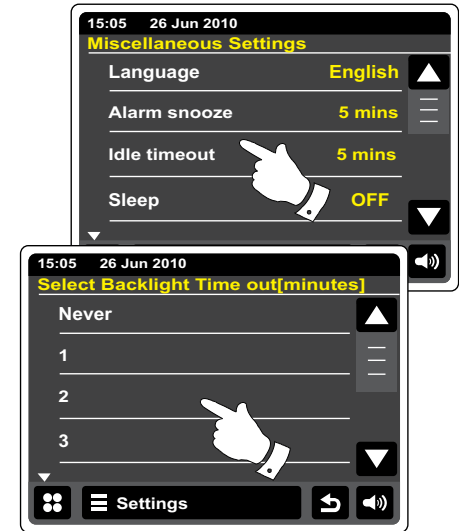 15:05 26 Jun 2010
Miscellaneous Settings
Language English
Alarm snooze 5 mins
Idle timeout 5 mins
Sleep OFF
15:05 26 Jun 2010
Select Backlight Time out[minutes]
Never
1
2
3
Settings